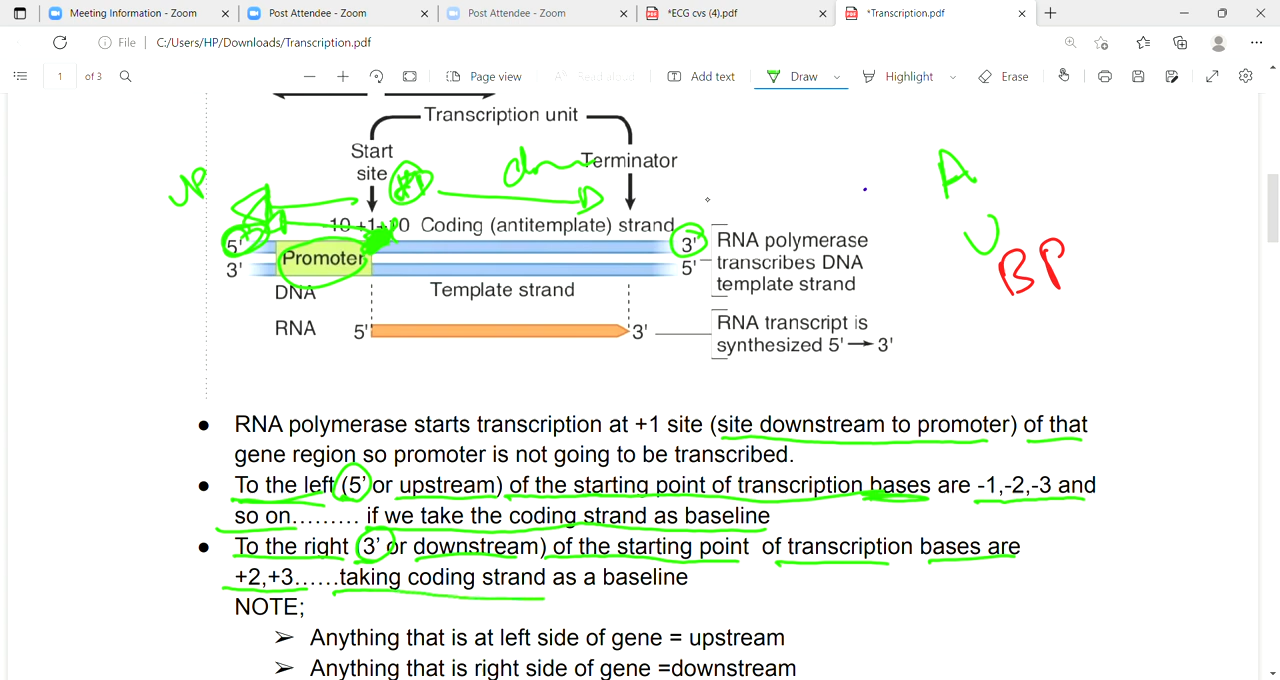 Meeting Information - Zoom
Post Attendee - Zoom
Post Attendee - Zoom
*ECG cvs (4).pdf
*Transcription.pdf
File
C:/Users/HP/Downloads/Transcription.pdf
1 of 3
Page view
Read aloud
Add text
Draw
Highlight
Erase
Transcription unit
Start
site
Terminator
UP
A
U
BP
10 +1+10 Coding (antitemplate) strand
5' 3'
Promoter
3' 5'
RNA polymerase
transcribes DNA
template strand
DNA
Template strand
RNA
5' 3'
RNA transcript is
synthesized 5' → 3'
● RNA polymerase starts transcription at +1 site (site downstream to promoter) of that
gene region so promoter is not going to be transcribed.
● To the left (5' or upstream) of the starting point of transcription bases are -1,-2,-3 and
so on……… if we take the coding strand as baseline
● To the right (3' or downstream) of the starting point of transcription bases are
+2,+3……taking coding strand as a baseline
NOTE;
➢ Anything that is at left side of gene = upstream
➢ Anything that is right side of gene =downstream